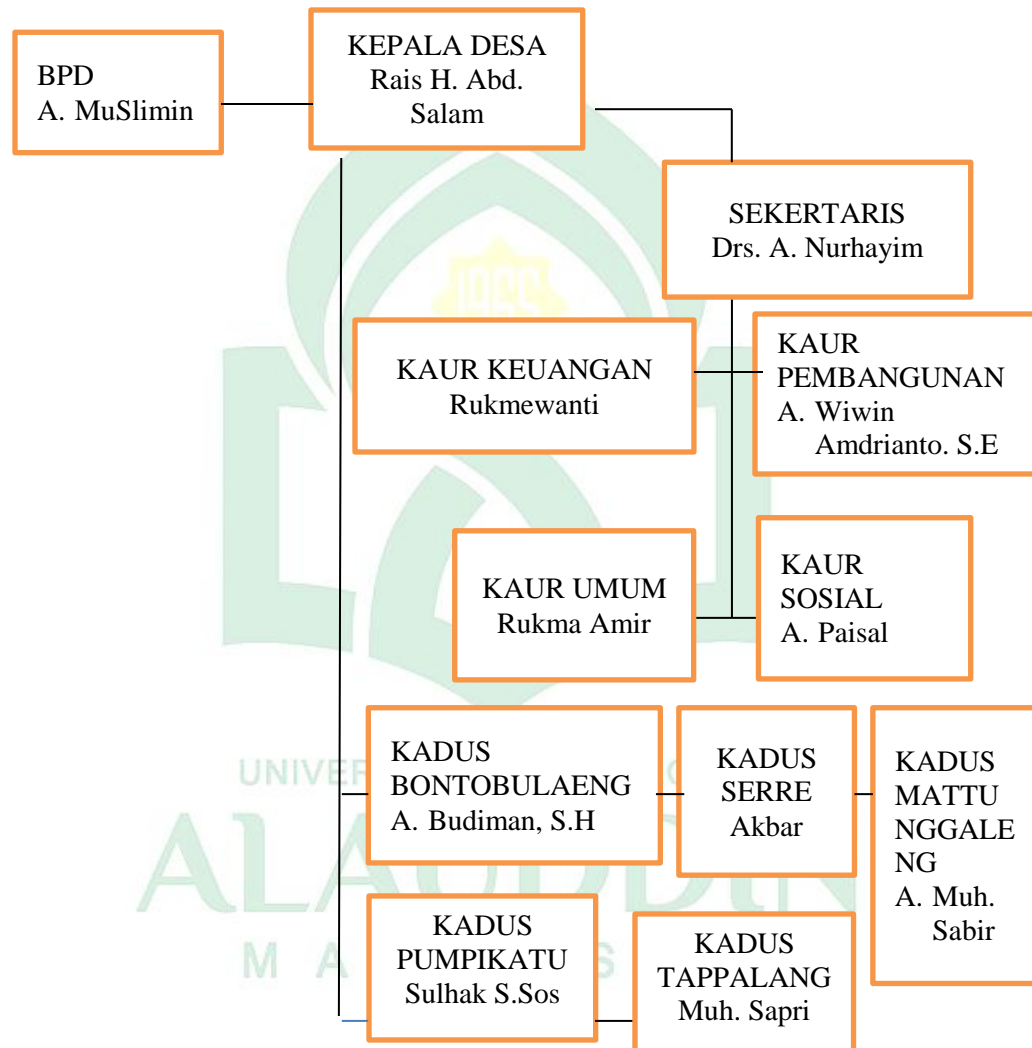 BPD
A. MuSlimin
KEPALA DESA
Rais H. Abd.
Salam
SEKERTARIS
Drs. A. Nurhayim
KAUR KEUANGAN
Rukmewanti
KAUR
PEMBANGUNAN
A. Wiwin
Amdrianto. S.E
KAUR UMUM
Rukma Amir
KAUR
SOSIAL
A. Paisal
KADUS
BONTOBULAENG
A. Budiman, S.H
KADUS
SERRE
Akbar
KADUS
MATTU
NGGALE
NG
A. Muh.
Sabir
KADUS
PUMPIKATU
Sulhak S.Sos
KADUS
TAPPALANG
Muh. Sapri
ALAUDDIN